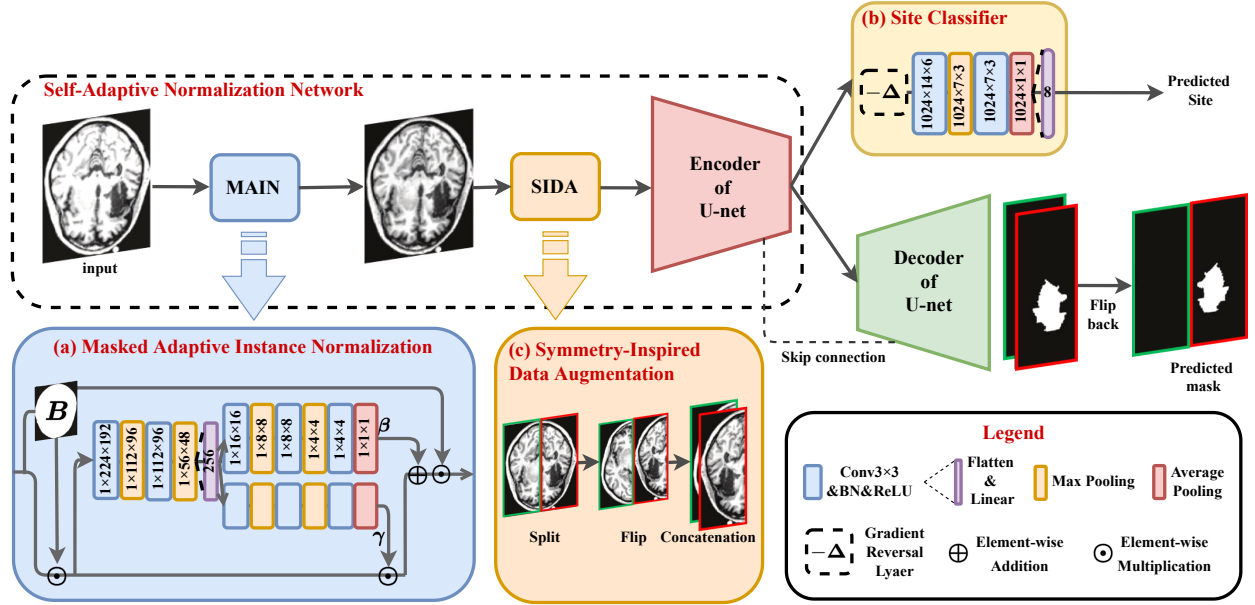 (b) Site Classifier
−Δ
1024×14×6
1024×7×3
1024×7×3
1024×1×1
8
Predicted
Site
Self-Adaptive Normalization Network
input
MAIN
SIDA
Encoder
of
U-net
Decoder
of
U-net
Skip connection
Flip
back
Predicted
mask
(a) Masked Adaptive Instance Normalization
B
1×224×192
1×112×96
1×112×96
1×56×48
256
1×16×16
1×8×8
1×8×8
1×4×4
1×4×4
1×1×1
β
γ
(c) Symmetry-Inspired
Data Augmentation
Split
Flip
Concatenation
Legend
Conv3×3
&BN&ReLU
Flatten
&
Linear
Max Pooling
Average
Pooling
−Δ
Gradient
Reversal
Lyaer
Element-wise
Addition
Element-wise
Multiplication